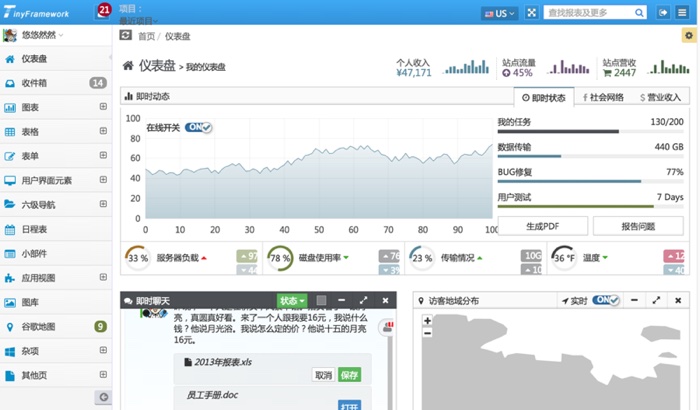 TinyFramework
21
项目：
最近项目
US
查找报表及更多
悠悠然然
首页 / 仪表盘
仪表盘
收件箱 14
图表
表格
表单
用户界面元素
六级导航
日程表
小部件
应用视图
图库
谷歌地图 9
杂项
其他页
仪表盘 > 我的仪表盘
个人收入
¥47,171
站点流量
45%
站点营收
2447
即时动态
即时状态
社会网络
$ 营业收入
在线开关 ON
100
80
60
40
20
0
0 10 20 30 40 50 60 70 80 90 100
我的任务 130/200
数据传输 440 GB
BUG修复 77%
用户测试 7 Days
生成PDF
报告问题
33 % 服务器负载 97
44
78 % 磁盘使用率 76
23 % 传输情况 10G
10
36 °F 温度 12
40
即时聊天 状态
亮，真圆真好看。来了一个人跟我要16元，我说什么
钱？他说月光浴。我说怎么定的价？他说十五的月亮
16元。
2013年报表.xls
取消 保存
员工手册.doc
打开
访客地域分布 实时 ON
+
−